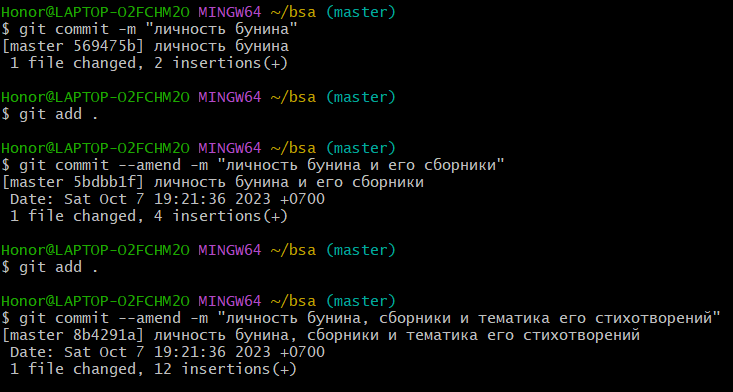 Honor@LAPTOP-O2FCHM2O MINGW64 ~/bsa (master)
$ git commit -m "личность бунина"
[master 569475b] личность бунина
 1 file changed, 2 insertions(+)
Honor@LAPTOP-O2FCHM2O MINGW64 ~/bsa (master)
$ git add .
Honor@LAPTOP-O2FCHM2O MINGW64 ~/bsa (master)
$ git commit --amend -m "личность бунина и его сборники"
[master 5bdbb1f] личность бунина и его сборники
 Date: Sat Oct 7 19:21:36 2023 +0700
 1 file changed, 4 insertions(+)
Honor@LAPTOP-O2FCHM2O MINGW64 ~/bsa (master)
$ git add .
Honor@LAPTOP-O2FCHM2O MINGW64 ~/bsa (master)
$ git commit --amend -m "личность бунина, сборники и тематика его стихотворений"
[master 8b4291a] личность бунина, сборники и тематика его стихотворений
 Date: Sat Oct 7 19:21:36 2023 +0700
 1 file changed, 12 insertions(+)